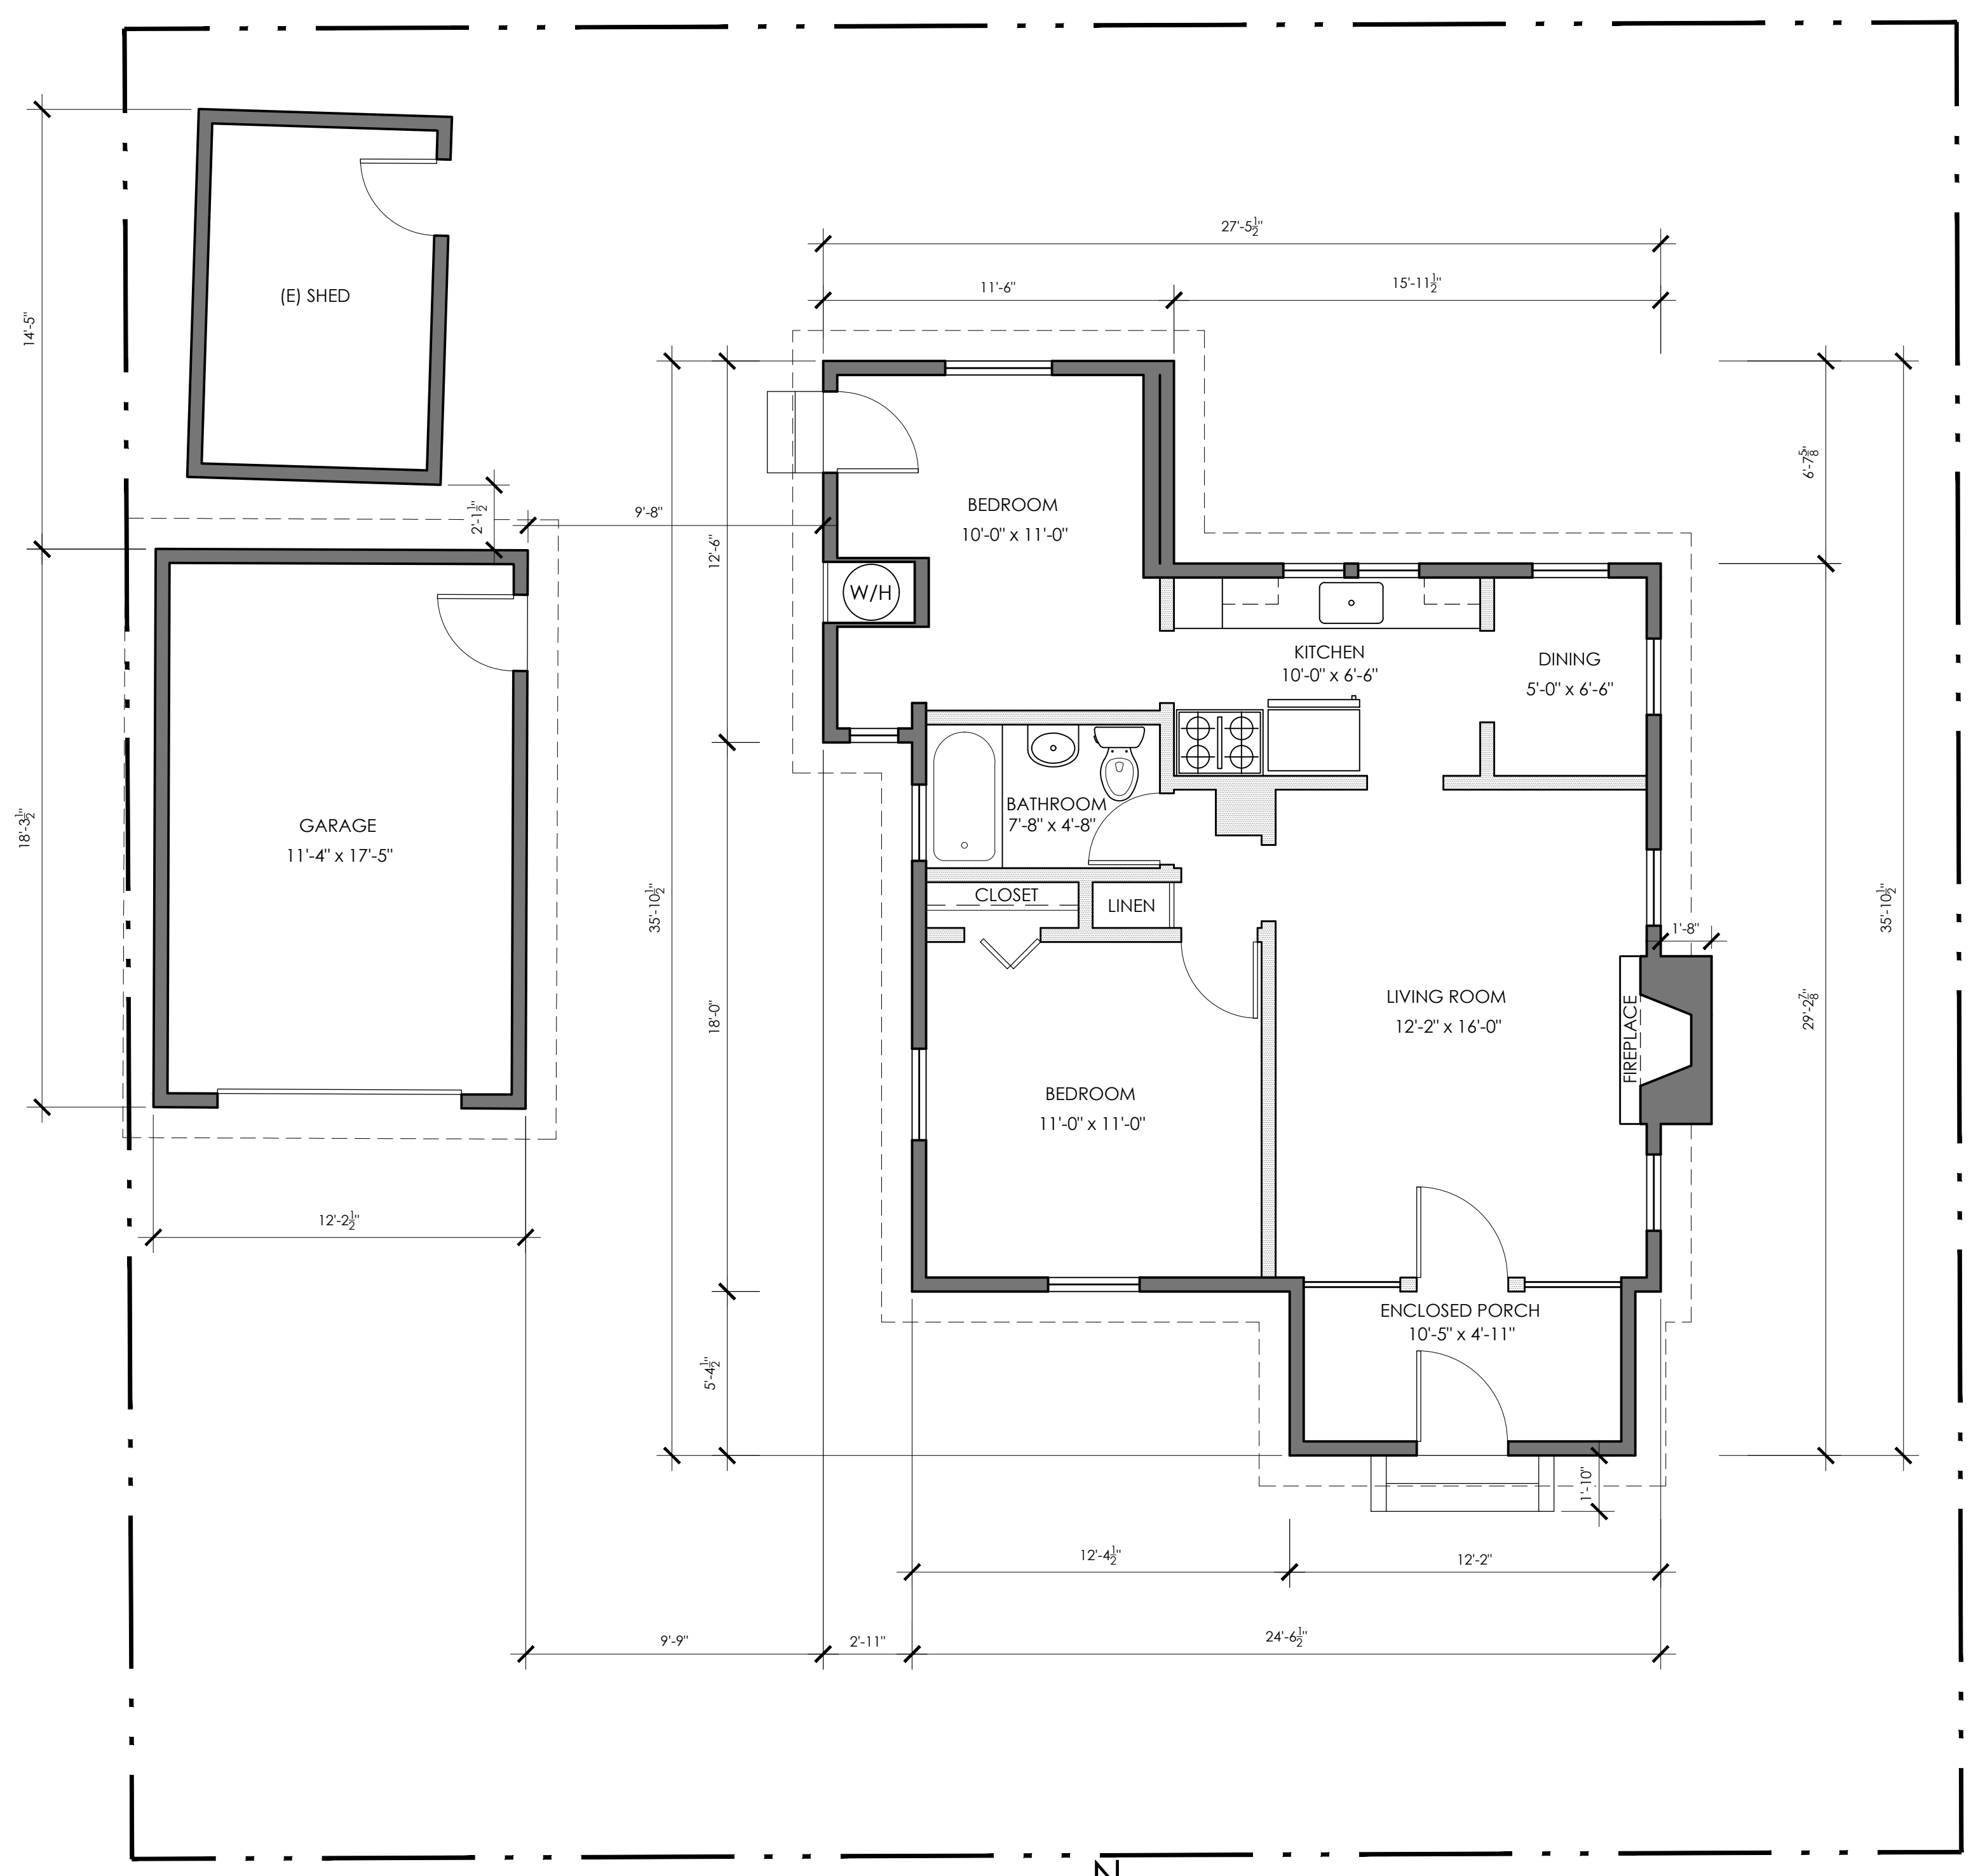 27'-5½"
11'-6"
15'-11½"
(E) SHED
14'-5"
2'-1½"
9'-8"
12'-6"
6'-7⅝"
BEDROOM
10'-0" x 11'-0"
W/H
KITCHEN
10'-0" x 6'-6"
DINING
5'-0" x 6'-6"
GARAGE
11'-4" x 17'-5"
18'-3½"
BATHROOM
7'-8" x 4'-8"
CLOSET
LINEN
35'-10½"
35'-10½"
1'-8"
LIVING ROOM
12'-2" x 16'-0"
FIREPLACE
18'-0"
29'-2⅞"
BEDROOM
11'-0" x 11'-0"
12'-2½"
ENCLOSED PORCH
10'-5" x 4'-11"
5'-4½"
1'-10"
12'-4½"
12'-2"
9'-9"
2'-11"
24'-6½"
N